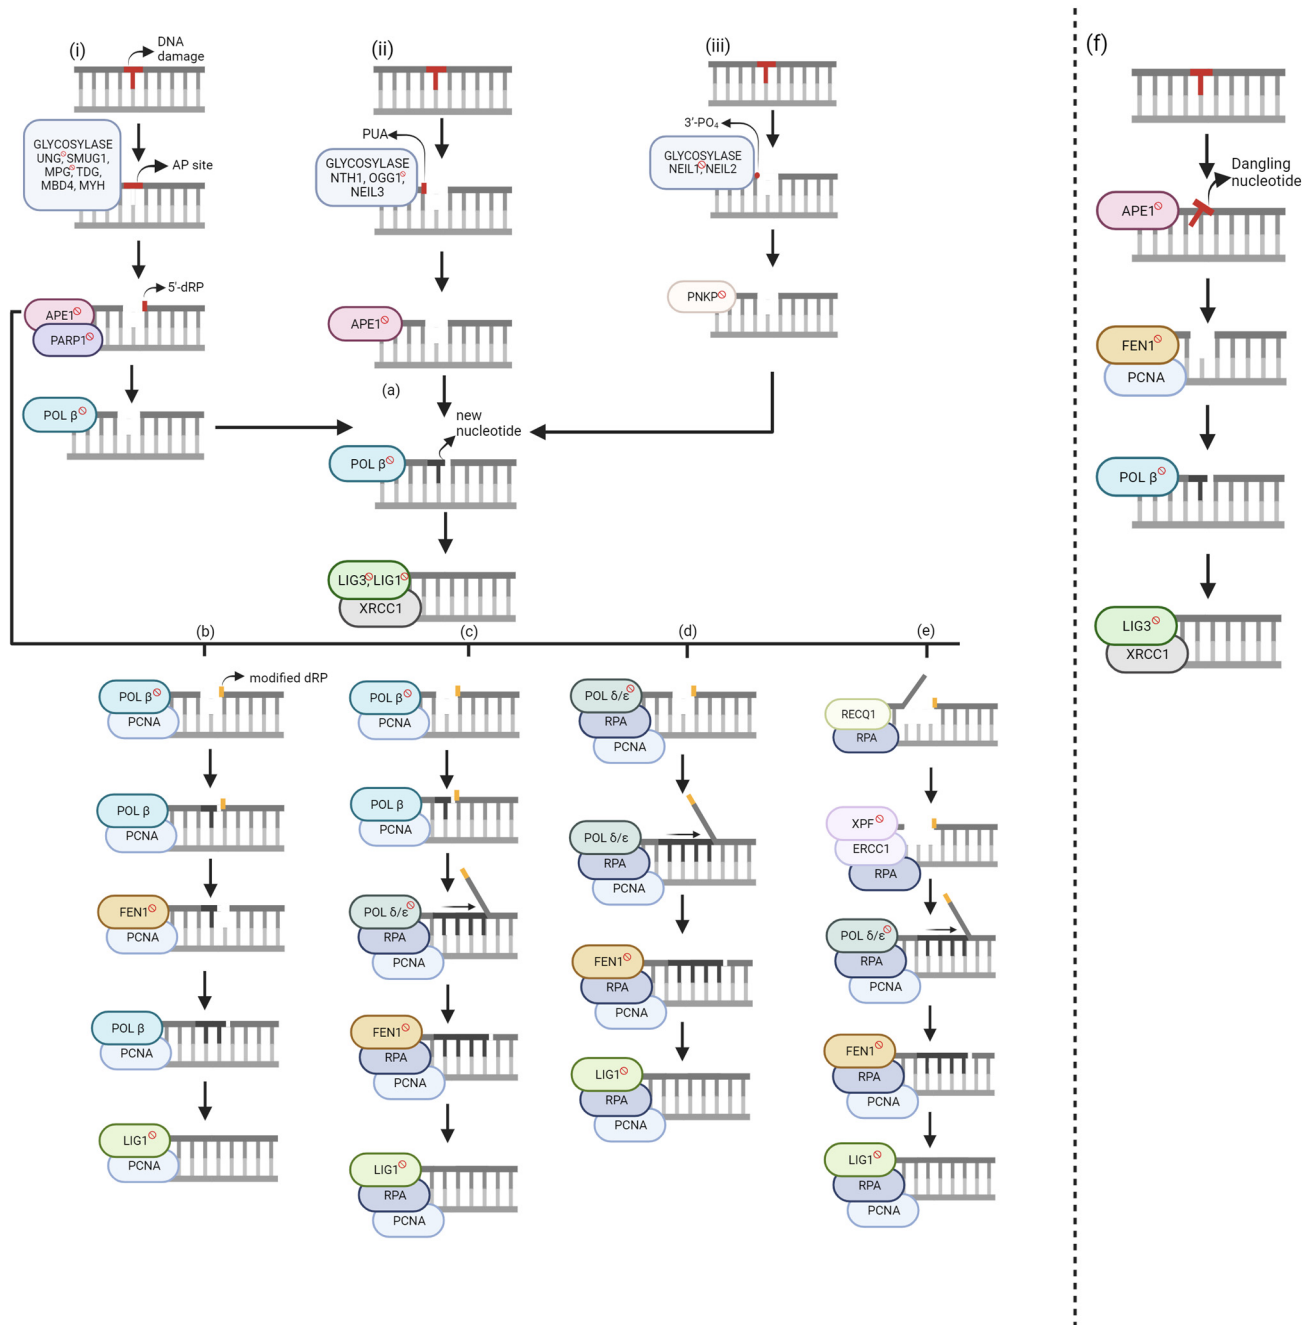 (i)
DNA
damage
GLYCOSYLASE
UNG, SMUG1,
MPG, TDG,
MBD4, MYH
AP site
5'-dRP
APE1
PARP1
POL β
(ii)
PUA
GLYCOSYLASE
NTH1, OGG1,
NEIL3
APE1
(a)
new
nucleotide
POL β
LIG3, LIG1
XRCC1
(iii)
3'-PO₄
GLYCOSYLASE
NEIL1, NEIL2
PNKP
(b)
modified dRP
POL β
PCNA
POL β
PCNA
FEN1
PCNA
POL β
PCNA
LIG1
PCNA
(c)
POL β
PCNA
POL β
PCNA
POL δ/ε
RPA
PCNA
FEN1
RPA
PCNA
LIG1
RPA
PCNA
(d)
POL δ/ε
RPA
PCNA
POL δ/ε
RPA
PCNA
FEN1
RPA
PCNA
LIG1
RPA
PCNA
(e)
RECQ1
RPA
XPF
ERCC1
RPA
POL δ/ε
RPA
PCNA
FEN1
RPA
PCNA
LIG1
RPA
PCNA
(f)
Dangling
nucleotide
APE1
FEN1
PCNA
POL β
LIG3
XRCC1